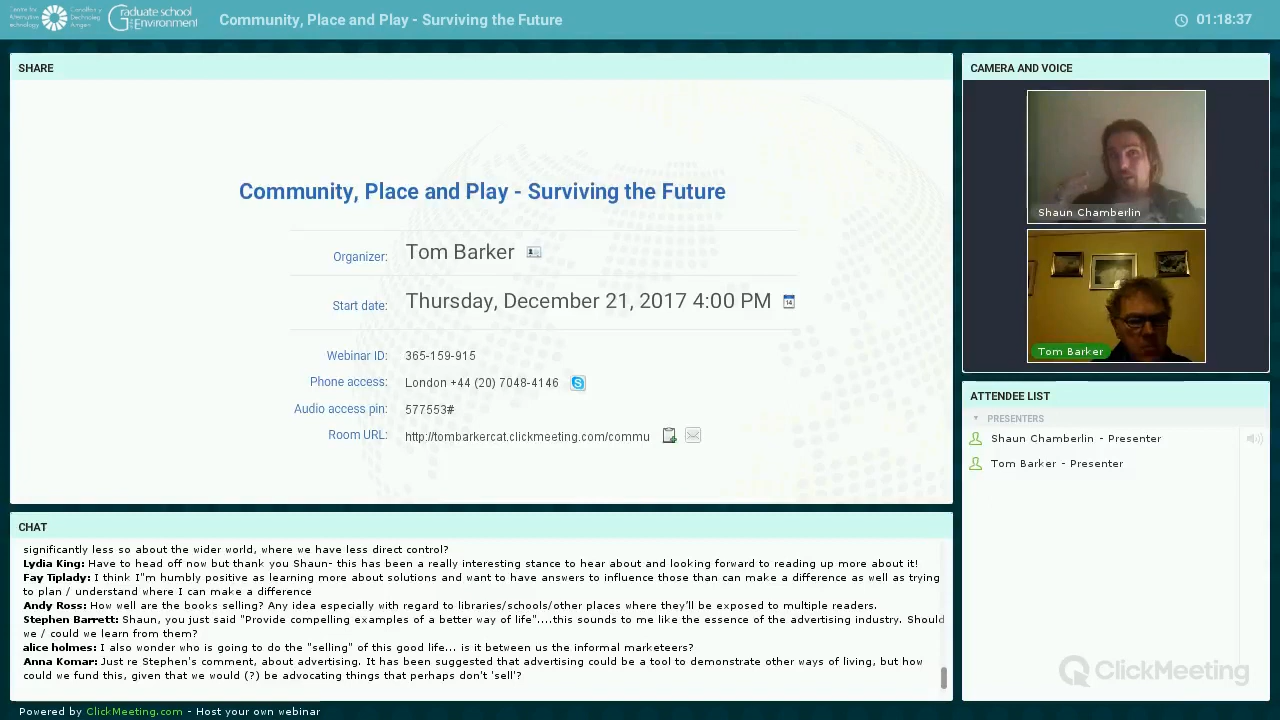 Centre for
Alternative
Technology
Canolfan y
Dechnoleg
Amgen
Graduate school
of the Environment
Community, Place and Play - Surviving the Future
01:18:37
SHARE
CAMERA AND VOICE
Community, Place and Play - Surviving the Future
Organizer: Tom Barker
Start date: Thursday, December 21, 2017 4:00 PM
Webinar ID: 365-159-915
Phone access: London +44 (20) 7048-4146
Audio access pin: 577553#
Room URL: http://tombarkercat.clickmeeting.com/commu
Shaun Chamberlin
Tom Barker
ATTENDEE LIST
PRESENTERS
Shaun Chamberlin - Presenter
Tom Barker - Presenter
CHAT
significantly less so about the wider world, where we have less direct control?
Lydia King: Have to head off now but thank you Shaun- this has been a really interesting stance to hear about and looking forward to reading up more about it!
Fay Tiplady: I think I"m humbly positive as learning more about solutions and want to have answers to influence those than can make a difference as well as trying
to plan / understand where I can make a difference
Andy Ross: How well are the books selling? Any idea especially with regard to libraries/schools/other places where they'll be exposed to multiple readers.
Stephen Barrett: Shaun, you just said "Provide compelling examples of a better way of life"....this sounds to me like the essence of the advertising industry. Should
we / could we learn from them?
alice holmes: I also wonder who is going to do the "selling" of this good life... is it between us the informal marketeers?
Anna Komar: Just re Stephen's comment, about advertising. It has been suggested that advertising could be a tool to demonstrate other ways of living, but how
could we fund this, given that we would (?) be advocating things that perhaps don't 'sell'?
ClickMeeting
Powered by ClickMeeting.com - Host your own webinar